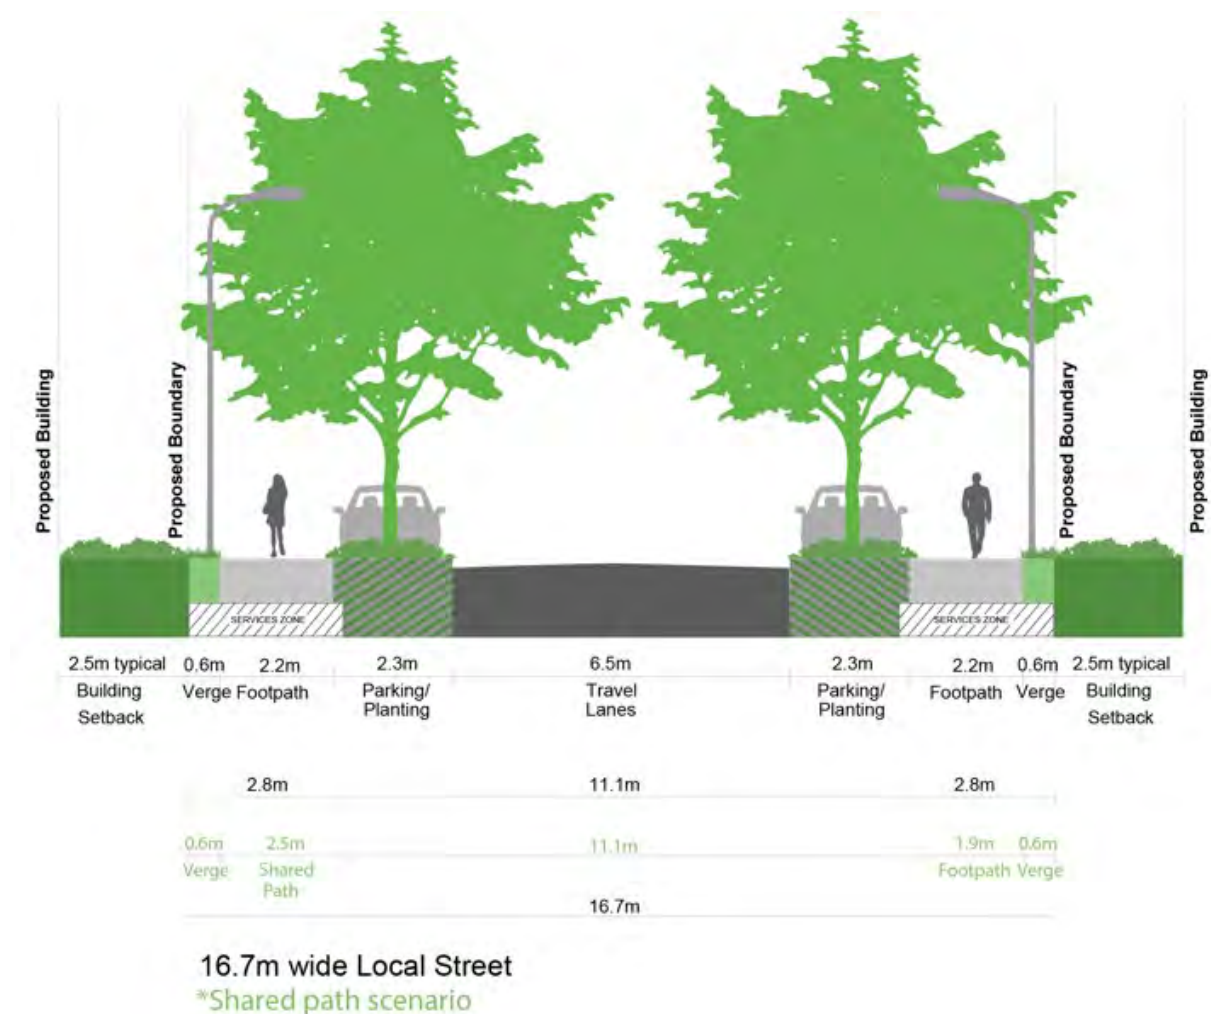 Proposed Building
Proposed Boundary
Proposed Boundary
Proposed Building
SERVICES ZONE
SERVICES ZONE
2.5m typical 0.6m 2.2m 2.3m 6.5m 2.3m 2.2m 0.6m 2.5m typical
Building Verge Footpath Parking/ Travel Parking/ Footpath Verge Building
Setback Planting Lanes Planting Setback
2.8m 11.1m 2.8m
0.6m 2.5m 11.1m 1.9m 0.6m
Verge Shared Footpath Verge
Path
16.7m
16.7m wide Local Street
*Shared path scenario